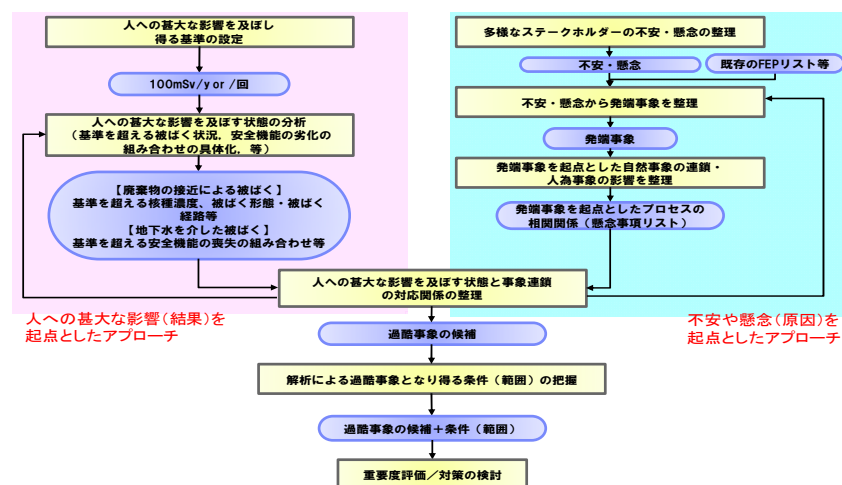 人への甚大な影響を及ぼし
得る基準の設定
100mSv/y or /回
人への甚大な影響を及ぼす状態の分析
（基準を超える被ばく状況，安全機能の劣化の
組み合わせの具体化，等）
【廃棄物の接近による被ばく】
基準を超える核種濃度、被ばく形態・被ばく
経路等
【地下水を介した被ばく】
基準を超える安全機能の喪失の組み合わせ等
人への甚大な影響（結果）を
起点としたアプローチ
多様なステークホルダーの不安・懸念の整理
不安・懸念
既存のFEPリスト等
不安・懸念から発端事象を整理
発端事象
発端事象を起点とした自然事象の連鎖・
人為事象の影響を整理
発端事象を起点としたプロセスの
相関関係（懸念事項リスト）
不安や懸念（原因）を
起点としたアプローチ
人への甚大な影響を及ぼす状態と事象連鎖
の対応関係の整理
過酷事象の候補
解析による過酷事象となり得る条件（範囲）の把握
過酷事象の候補＋条件（範囲）
重要度評価／対策の検討